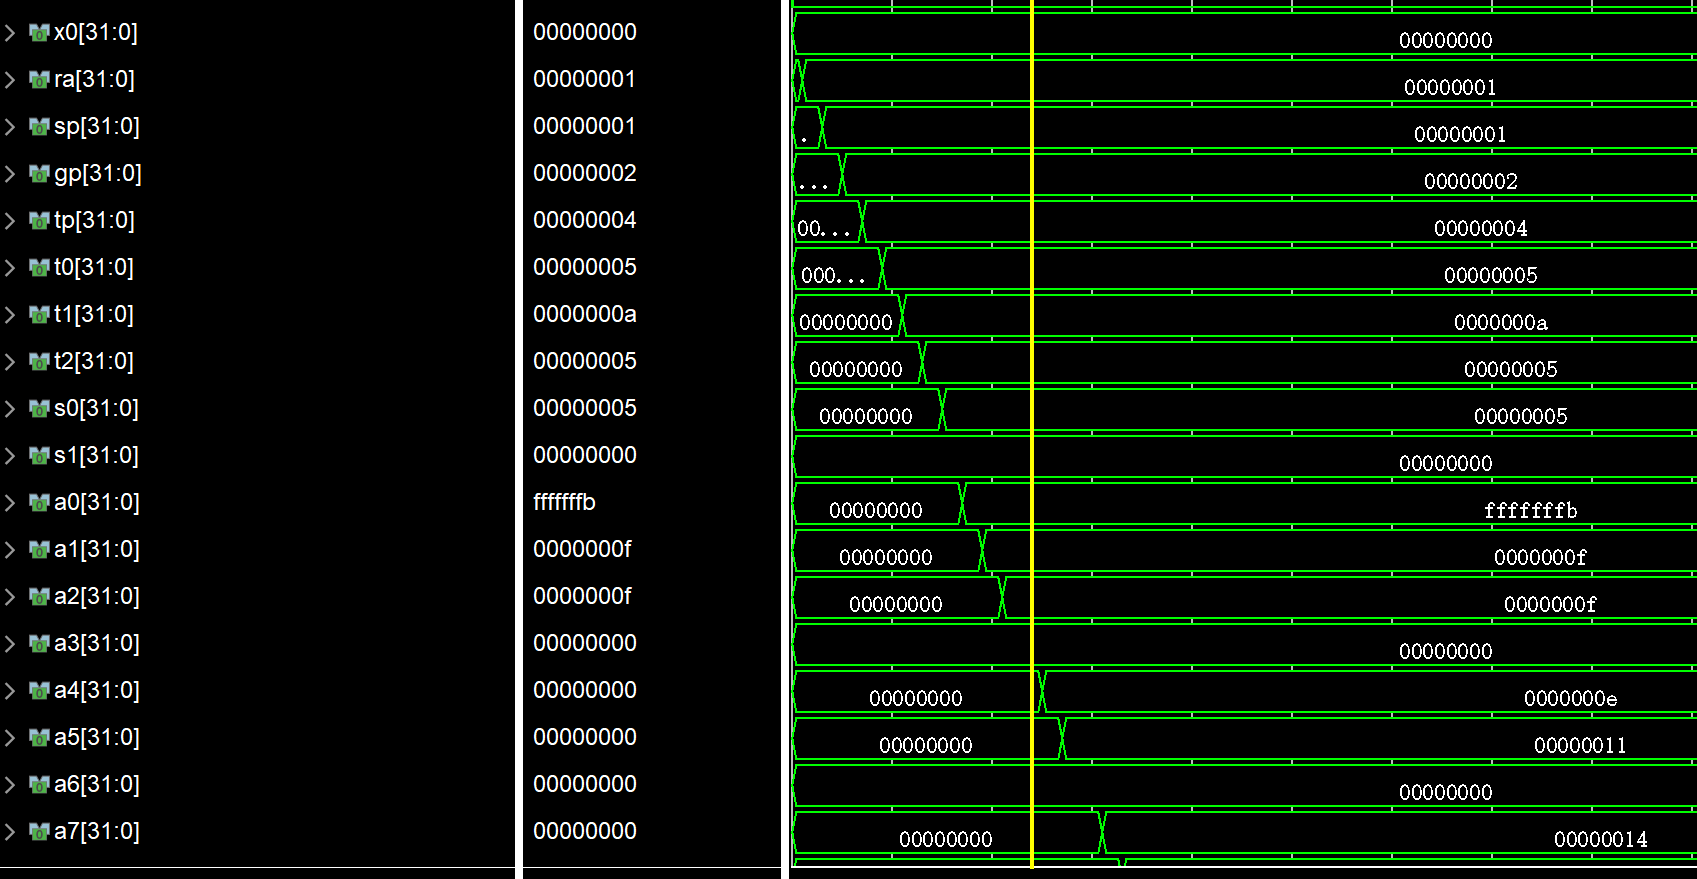 x0[31:0] 00000000 00000000
ra[31:0] 00000001 00000001
sp[31:0] 00000001 . 00000001
gp[31:0] 00000002 ... 00000002
tp[31:0] 00000004 00... 00000004
t0[31:0] 00000005 000... 00000005
t1[31:0] 0000000a 00000000 0000000a
t2[31:0] 00000005 00000000 00000005
s0[31:0] 00000005 00000000 00000005
s1[31:0] 00000000 00000000
a0[31:0] fffffffb 00000000 fffffffb
a1[31:0] 0000000f 00000000 0000000f
a2[31:0] 0000000f 00000000 0000000f
a3[31:0] 00000000 00000000
a4[31:0] 00000000 00000000 0000000e
a5[31:0] 00000000 00000000 00000011
a6[31:0] 00000000 00000000
a7[31:0] 00000000 00000000 00000014